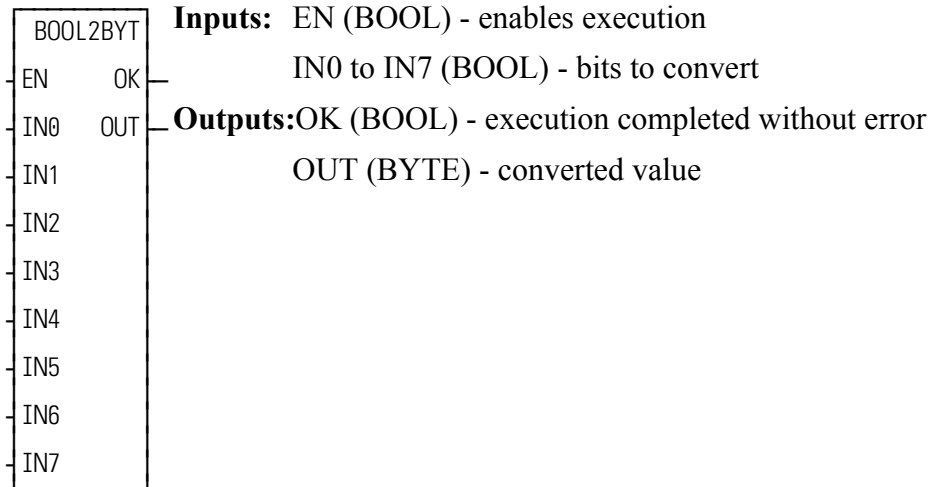 BOOL2BYT
EN OK
IN0 OUT
IN1
IN2
IN3
IN4
IN5
IN6
IN7
Inputs: EN (BOOL) - enables execution
IN0 to IN7 (BOOL) - bits to convert
Outputs:OK (BOOL) - execution completed without error
OUT (BYTE) - converted value